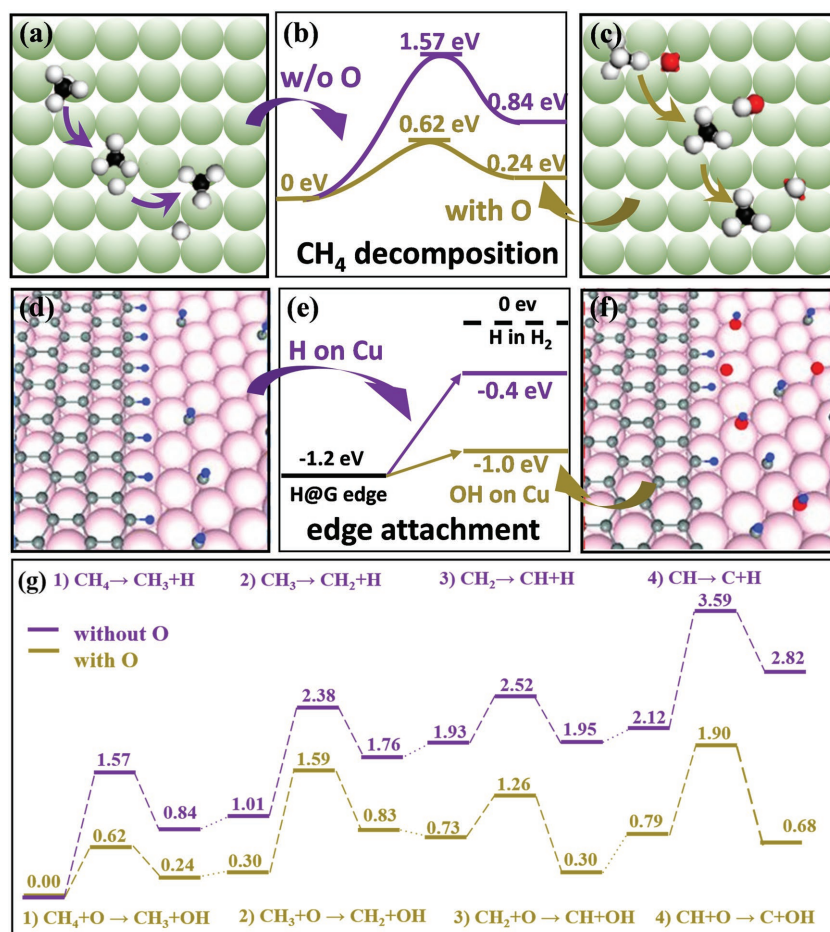 (a)
w/o O
(b)
1.57 eV
0.84 eV
0.62 eV
0 eV
0.24 eV
with O
CH₄ decomposition
(c)
(d)
H on Cu
(e)
0 ev
H in H₂
-0.4 eV
-1.2 eV
H@G edge
-1.0 eV
OH on Cu
edge attachment
(f)
(g)
1) CH₄→ CH₃+H
2) CH₃→ CH₂+H
3) CH₂→ CH+H
4) CH→ C+H
without O
with O
3.59
2.82
2.38
2.52
1.93
1.95
2.12
1.76
1.57
1.59
1.90
0.84
1.01
1.26
0.62
0.83
0.73
0.79
0.68
0.00
0.24
0.30
0.30
1) CH₄+O → CH₃+OH
2) CH₃+O → CH₂+OH
3) CH₂+O → CH+OH
4) CH+O → C+OH